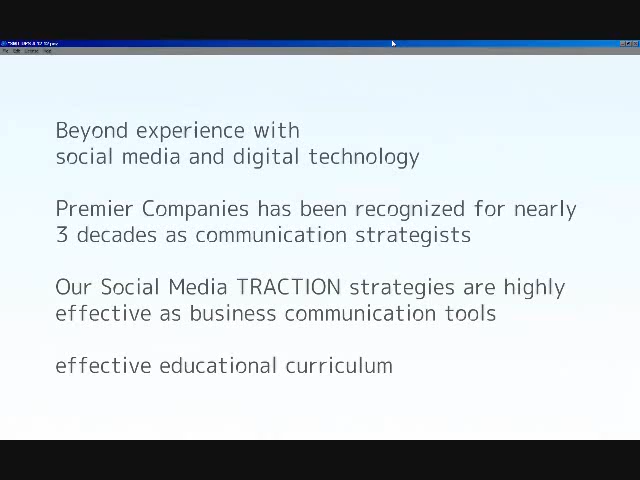 Beyond experience with
social media and digital technology
Premier Companies has been recognized for nearly
3 decades as communication strategists
Our Social Media TRACTION strategies are highly
effective as business communication tools
effective educational curriculum